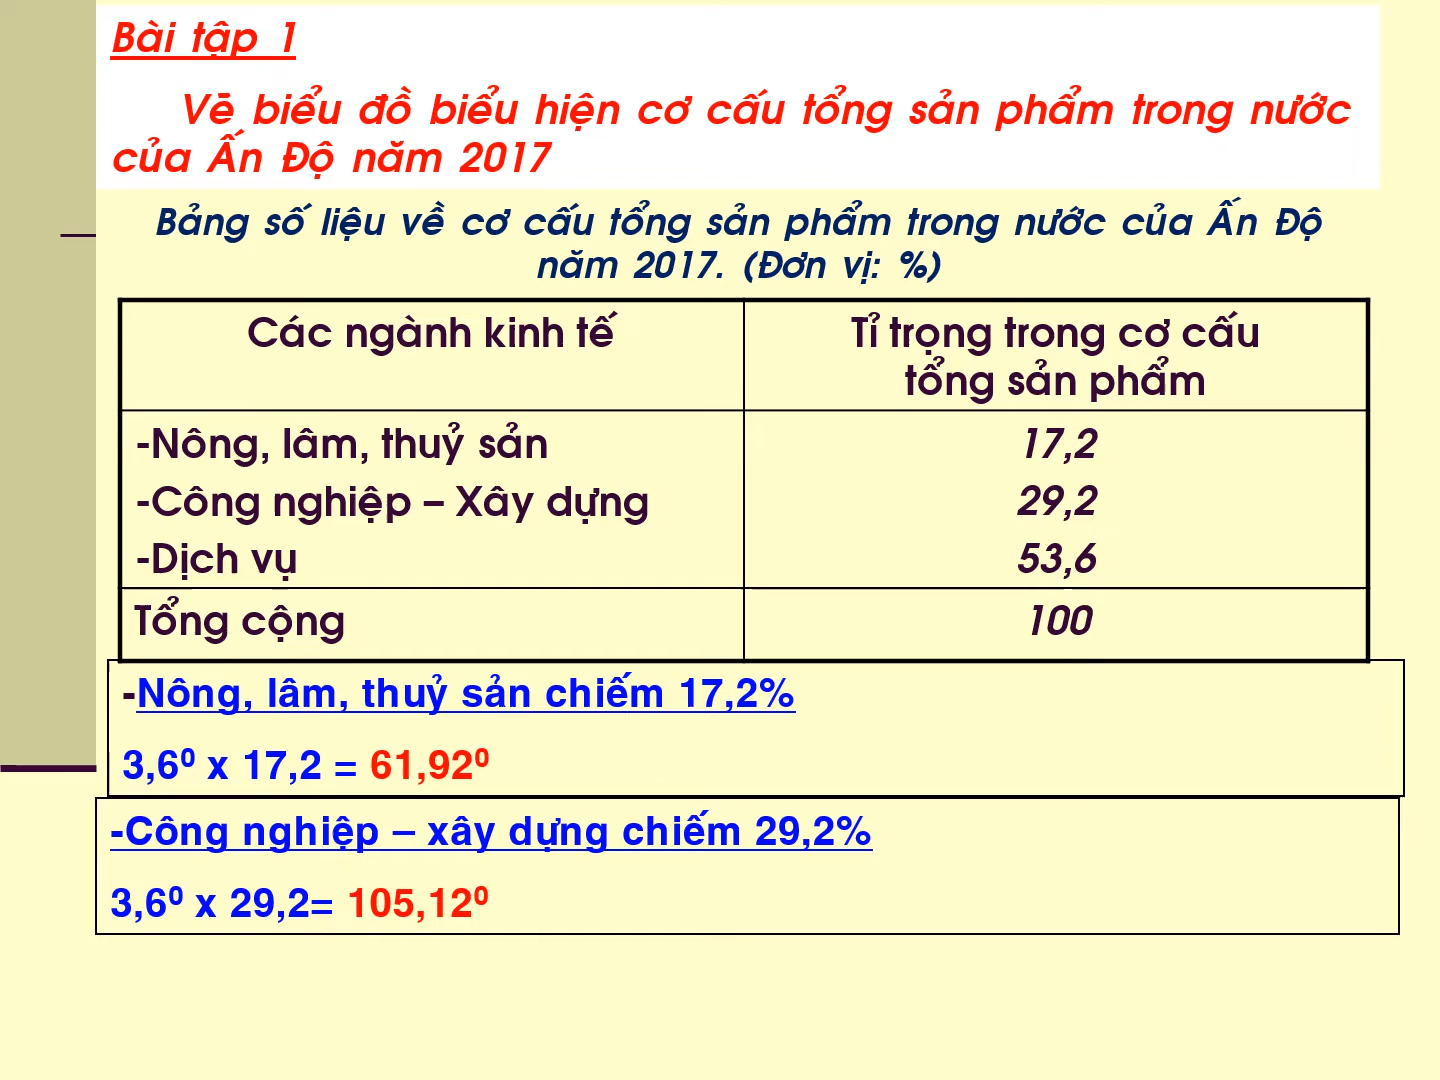 Bài tập 1
Vẽ biểu đồ biểu hiện cơ cấu tổng sản phẩm trong nước
của Ấn Độ năm 2017
Bảng số liệu về cơ cấu tổng sản phẩm trong nước của Ấn Độ
năm 2017. (Đơn vị: %)
Các ngành kinh tế
Tỉ trọng trong cơ cấu
tổng sản phẩm
-Nông, lâm, thuỷ sản 17,2
-Công nghiệp – Xây dựng 29,2
-Dịch vụ 53,6
Tổng cộng 100
-Nông, lâm, thuỷ sản chiếm 17,2%
3,6⁰ x 17,2 = 61,92⁰
-Công nghiệp – xây dựng chiếm 29,2%
3,6⁰ x 29,2= 105,12⁰